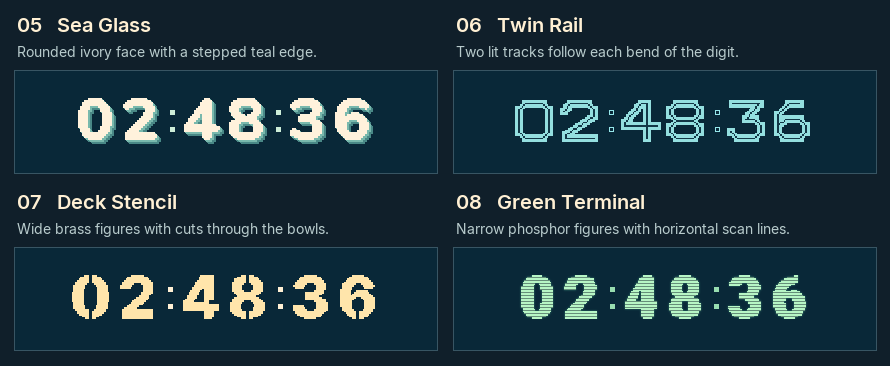 05 Sea Glass
Rounded ivory face with a stepped teal edge.
02:48:36
06 Twin Rail
Two lit tracks follow each bend of the digit.
02:48:36
07 Deck Stencil
Wide brass figures with cuts through the bowls.
02:48:36
08 Green Terminal
Narrow phosphor figures with horizontal scan lines.
02:48:36